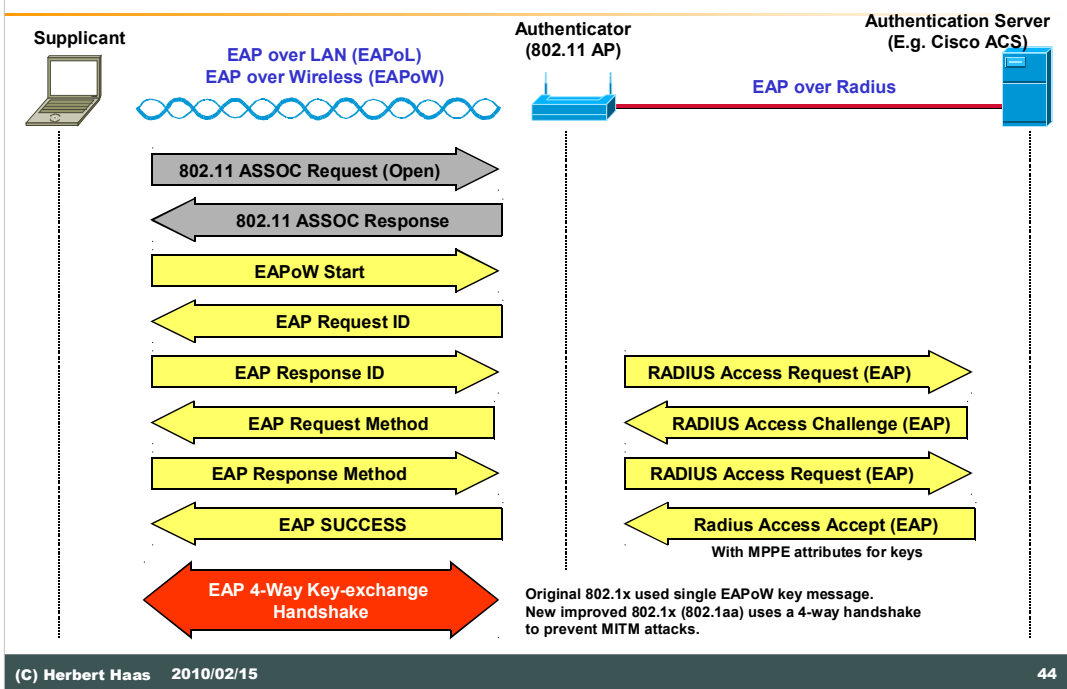 Supplicant
EAP over LAN (EAPoL)
EAP over Wireless (EAPoW)
Authenticator
(802.11 AP)
Authentication Server
(E.g. Cisco ACS)
EAP over Radius
802.11 ASSOC Request (Open)
802.11 ASSOC Response
EAPoW Start
EAP Request ID
EAP Response ID
RADIUS Access Request (EAP)
EAP Request Method
RADIUS Access Challenge (EAP)
EAP Response Method
RADIUS Access Request (EAP)
EAP SUCCESS
Radius Access Accept (EAP)
With MPPE attributes for keys
EAP 4-Way Key-exchange
Handshake
Original 802.1x used single EAPoW key message.
New improved 802.1x (802.1aa) uses a 4-way handshake
to prevent MITM attacks.
(C) Herbert Haas 2010/02/15
44